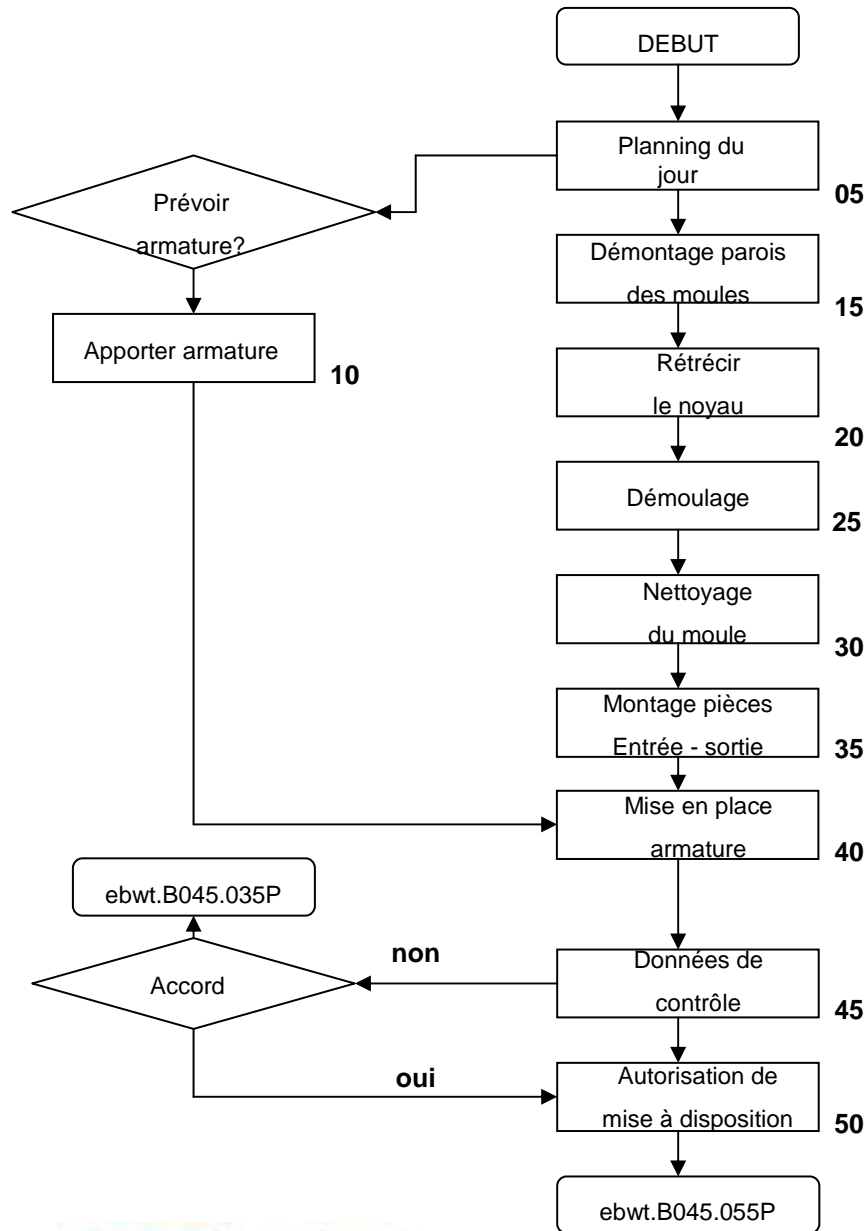 DEBUT
Planning du
jour
05
Prévoir
armature?
Démontage parois
des moules
15
Apporter armature
10
Rétrécir
le noyau
20
Démoulage
25
Nettoyage
du moule
30
Montage pièces
Entrée - sortie
35
Mise en place
armature
40
ebwt.B045.035P
non
Accord
Données de
contrôle
45
oui
Autorisation de
mise à disposition
50
ebwt.B045.055P